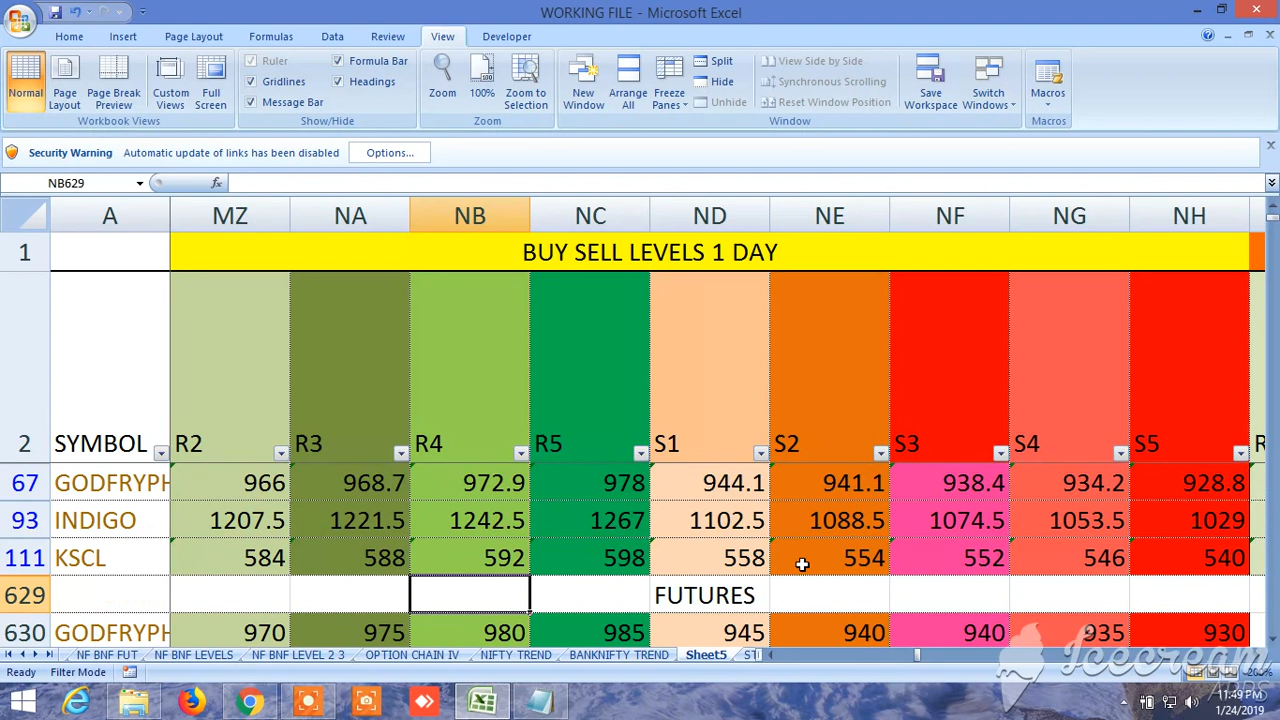 WORKING FILE - Microsoft Excel
Home Insert Page Layout Formulas Data Review View Developer
Normal Page Layout Page Break Preview Custom Views Full Screen
Workbook Views
Ruler Formula Bar
Gridlines Headings
Message Bar
Show/Hide
Zoom 100% Zoom to Selection
Zoom
New Window Arrange All Freeze Panes
Split
Hide
Unhide
View Side by Side
Synchronous Scrolling
Reset Window Position
Window
Save Workspace Switch Windows
Macros
Macros
Security Warning Automatic update of links has been disabled Options...
NB629 fx
A MZ NA NB NC ND NE NF NG NH
1 BUY SELL LEVELS 1 DAY
2 SYMBOL R2 R3 R4 R5 S1 S2 S3 S4 S5
67 GODFRYPH 966 968.7 972.9 978 944.1 941.1 938.4 934.2 928.8
93 INDIGO 1207.5 1221.5 1242.5 1267 1102.5 1088.5 1074.5 1053.5 1029
111 KSCL 584 588 592 598 558 554 552 546 540
629 FUTURES
630 GODFRYPH 970 975 980 985 945 940 940 935 930
NF BNF FUT NF BNF LEVELS NF BNF LEVEL 2 3 OPTION CHAIN IV NIFTY TREND BANKNIFTY TREND Sheet5 ST
Ready Filter Mode 200%
Icecream
APPS
11:49 PM
1/24/2019